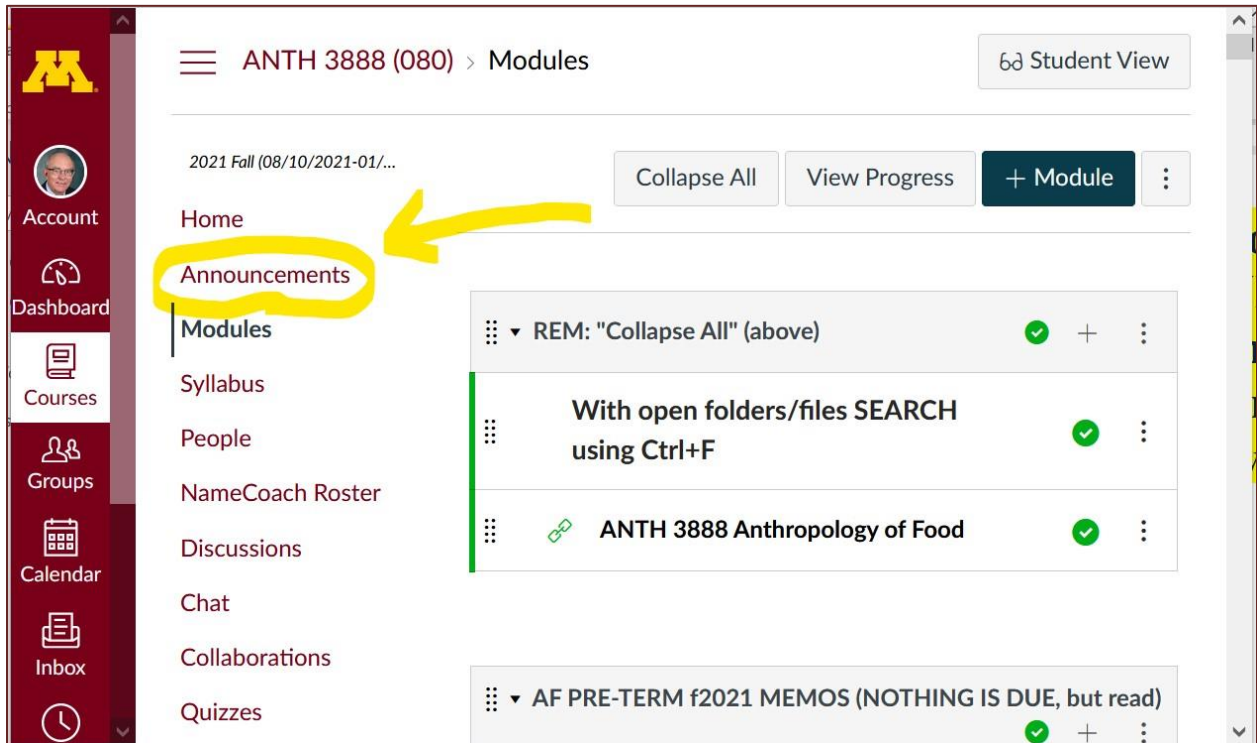 M
ANTH 3888 (080) > Modules
Student View
2021 Fall (08/10/2021-01/...
Collapse All
View Progress
+ Module
Account
Dashboard
Courses
Groups
Calendar
Inbox
Home
Announcements
Modules
Syllabus
People
NameCoach Roster
Discussions
Chat
Collaborations
Quizzes
REM: "Collapse All" (above)
With open folders/files SEARCH
using Ctrl+F
ANTH 3888 Anthropology of Food
AF PRE-TERM f2021 MEMOS (NOTHING IS DUE, but read)